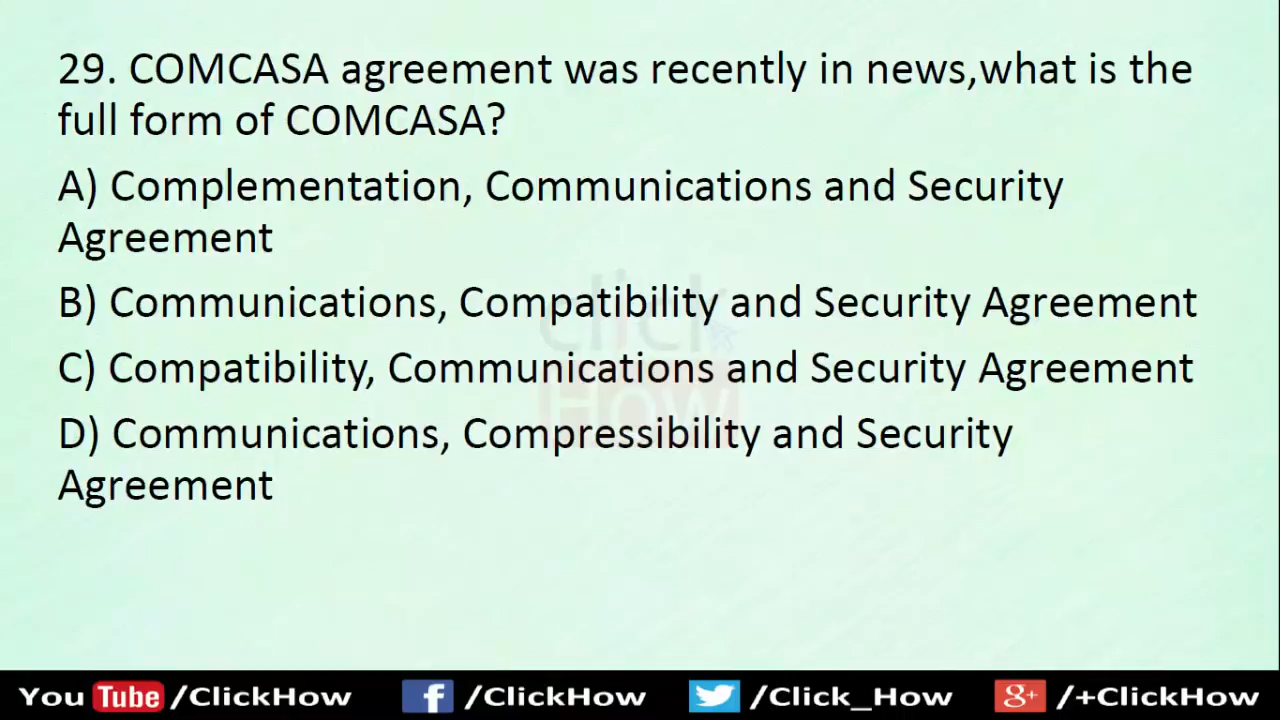 29. COMCASA agreement was recently in news,what is the
full form of COMCASA?
A) Complementation, Communications and Security
Agreement
B) Communications, Compatibility and Security Agreement
C) Compatibility, Communications and Security Agreement
D) Communications, Compressibility and Security
Agreement
click
HOW
You Tube /ClickHow f /ClickHow /Click_How g+ /+ClickHow